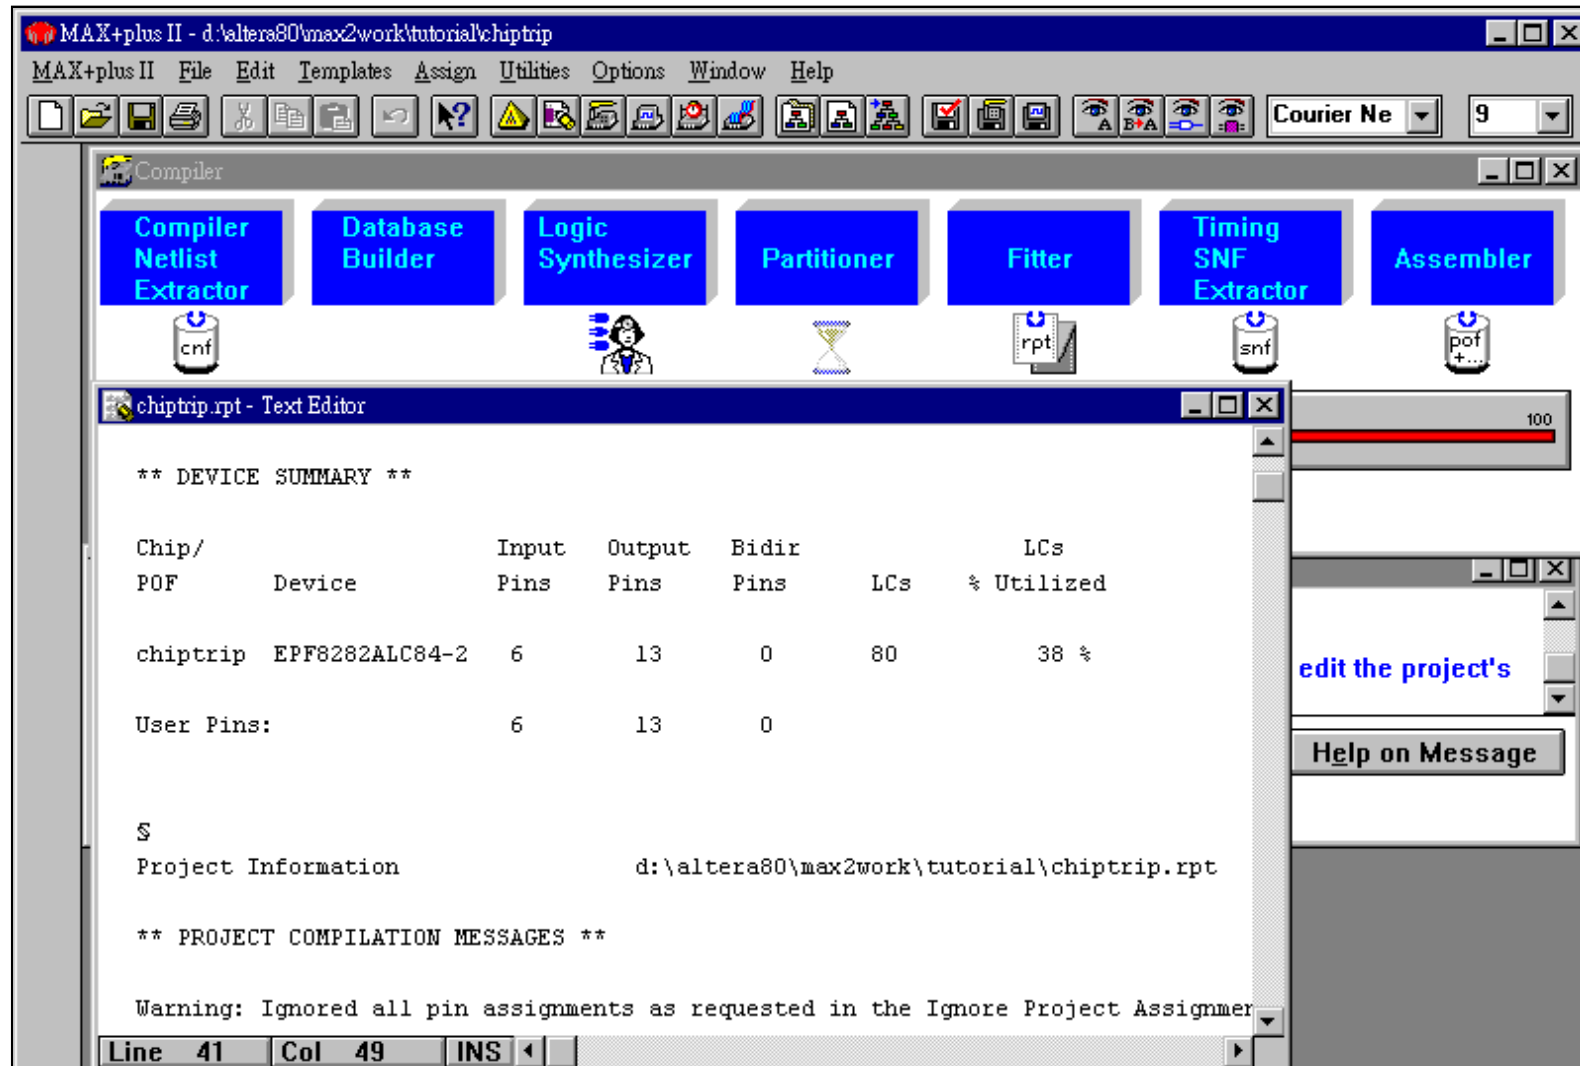 MAX+plus II - d:\altera80\max2work\tutorial\chiptrip
MAX+plus II File Edit Templates Assign Utilities Options Window Help
A B A Courier Ne 9
Compiler
Compiler Netlist Extractor
Database Builder
Logic Synthesizer
Partitioner
Fitter
Timing SNF Extractor
Assembler
cnf
rpt
snf
pof +...
100
chiptrip.rpt - Text Editor
** DEVICE SUMMARY **
Chip/ Input Output Bidir LCs
POF Device Pins Pins Pins LCs % Utilized
chiptrip EPF8282ALC84-2 6 13 0 80 38 %
User Pins: 6 13 0
Project Information d:\altera80\max2work\tutorial\chiptrip.rpt
** PROJECT COMPILATION MESSAGES **
Warning: Ignored all pin assignments as requested in the Ignore Project Assignmen
Line 41 Col 49 INS
edit the project's
Help on Message